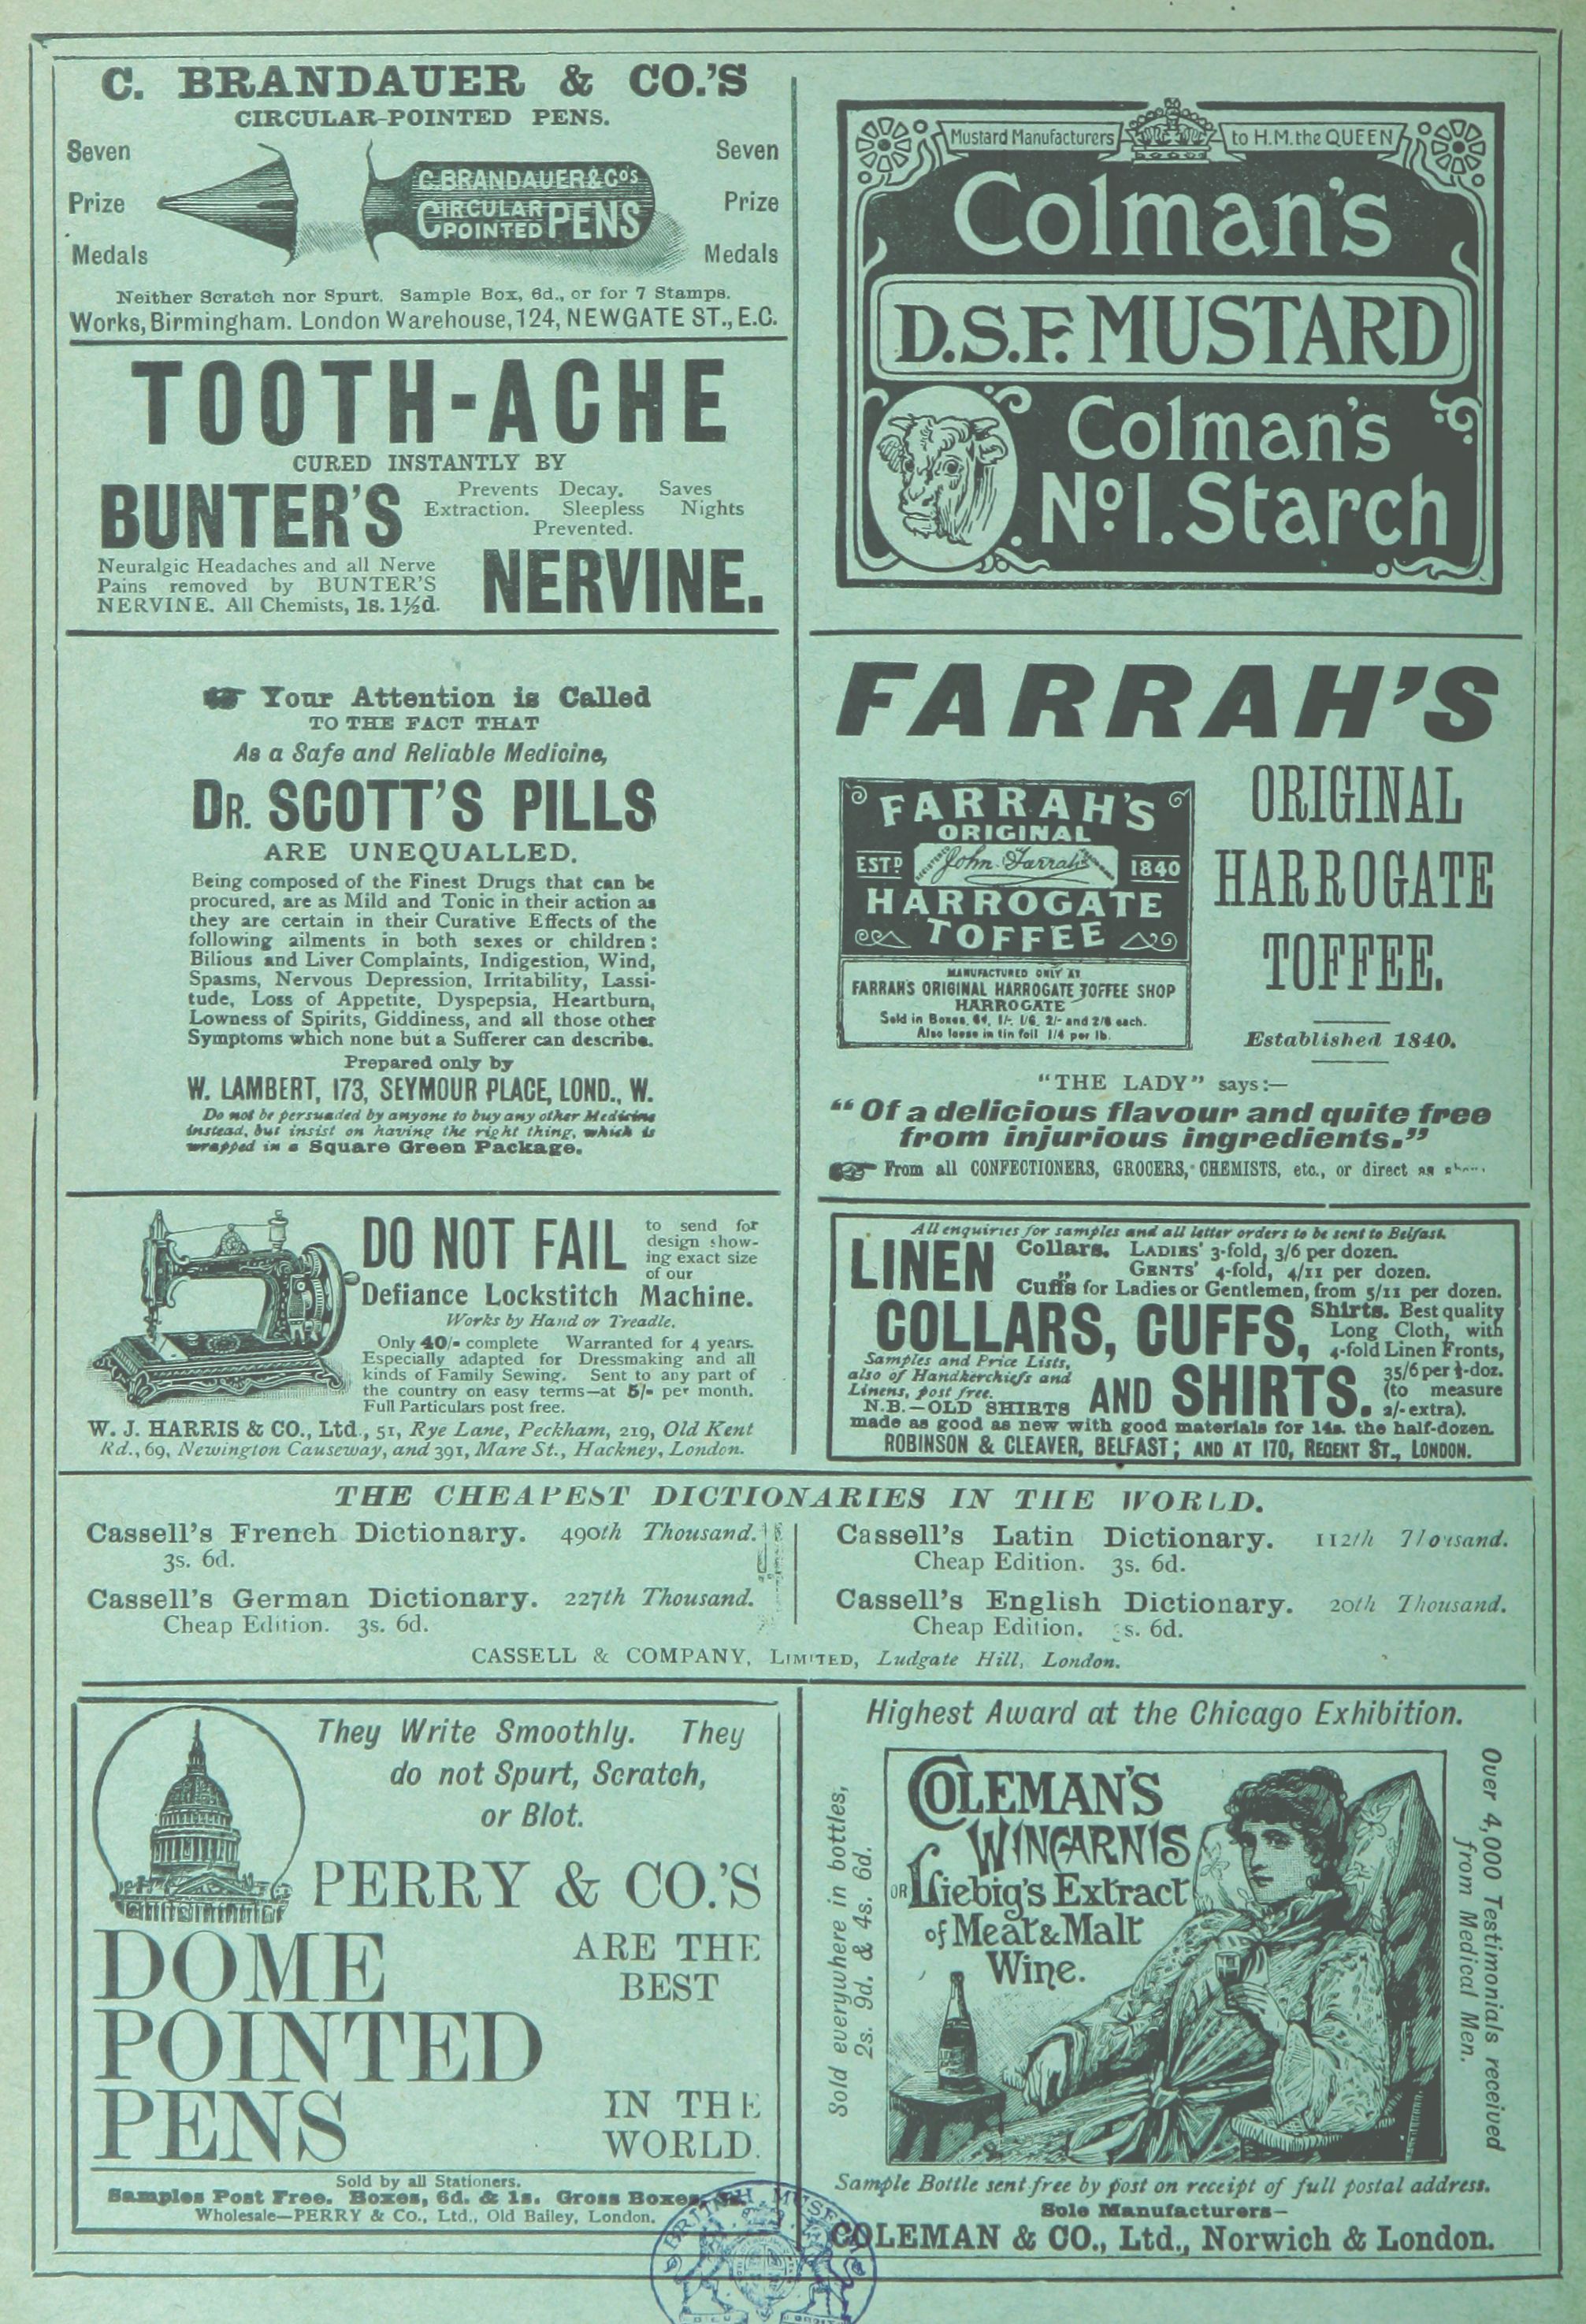 C. BRANDAUER & CO.'S
CIRCULAR-POINTED PENS.
Seven
Prize
Medals
C. BRANDAUER & Co's
CIRCULAR
POINTED PENS
Seven
Prize
Medals
Neither Scratch nor Spurt. Sample Box, 6d., or for 7 Stamps.
Works, Birmingham. London Warehouse, 124, NEWGATE ST., E.C.
TOOTH-ACHE
CURED INSTANTLY BY
BUNTER'S
Prevents Decay. Saves
Extraction. Sleepless Nights
Prevented.
Neuralgic Headaches and all Nerve
Pains removed by BUNTER'S
NERVINE. All Chemists, 1s. 1½d.
NERVINE.
Your Attention is Called
TO THE FACT THAT
As a Safe and Reliable Medicine,
DR. SCOTT'S PILLS
ARE UNEQUALLED.
Being composed of the Finest Drugs that can be
procured, are as Mild and Tonic in their action as
they are certain in their Curative Effects of the
following ailments in both sexes or children:
Bilious and Liver Complaints, Indigestion, Wind,
Spasms, Nervous Depression, Irritability, Lassi-
tude, Loss of Appetite, Dyspepsia, Heartburn,
Lowness of Spirits, Giddiness, and all those other
Symptoms which none but a Sufferer can describe.
Prepared only by
W. LAMBERT, 173, SEYMOUR PLACE, LOND., W.
Do not be persuaded by anyone to buy any other Medicine
instead, but insist on having the right thing, which is
wrapped in a Square Green Package.
DO NOT FAIL
to send for
design show-
ing exact size
of our
Defiance Lockstitch Machine.
Works by Hand or Treadle.
Only 40/- complete Warranted for 4 years.
Especially adapted for Dressmaking and all
kinds of Family Sewing. Sent to any part of
the country on easy terms—at 5/- per month.
Full Particulars post free.
W. J. HARRIS & CO., Ltd., 51, Rye Lane, Peckham, 219, Old Kent
Rd., 69, Newington Causeway, and 391, Mare St., Hackney, London.
Mustard Manufacturers to H.M. the QUEEN
Colman's
D.S.F. MUSTARD
Colman's
No 1. Starch
FARRAH'S
ORIGINAL
HARROGATE
TOFFEE.
Established 1840.
FARRAH'S
ORIGINAL
ESTD John Farrah 1840
HARROGATE
TOFFEE
MANUFACTURED ONLY AT
FARRAH'S ORIGINAL HARROGATE TOFFEE SHOP
HARROGATE
Sold in Boxes, 6d, 1/-, 1/6, 2/- and 2/6 each.
Also loose in tin foil 1/4 per lb.
"THE LADY" says:—
"Of a delicious flavour and quite free
from injurious ingredients."
From all CONFECTIONERS, GROCERS, CHEMISTS, etc., or direct as
All enquiries for samples and all letter orders to be sent to Belfast.
LINEN
Collars. LADIES' 3-fold, 3/6 per dozen.
GENTS' 4-fold, 4/11 per dozen.
Cuffs for Ladies or Gentlemen, from 5/11 per dozen.
COLLARS, CUFFS,
Shirts. Best quality
Long Cloth, with
4-fold Linen Fronts,
35/6 per ½-doz.
(to measure
2/- extra).
Samples and Price Lists,
also of Handkerchiefs and
Linens, post free.
AND SHIRTS.
N.B.—OLD SHIRTS
made as good as new with good materials for 14s. the half-dozen.
ROBINSON & CLEAVER, BELFAST; AND AT 170, REGENT ST., LONDON.
THE CHEAPEST DICTIONARIES IN THE WORLD.
Cassell's French Dictionary. 490th Thousand.
3s. 6d.
Cassell's German Dictionary. 227th Thousand.
Cheap Edition. 3s. 6d.
Cassell's Latin Dictionary. 112th Thousand.
Cheap Edition. 3s. 6d.
Cassell's English Dictionary. 20th Thousand.
Cheap Edition. s. 6d.
CASSELL & COMPANY, LIMITED, Ludgate Hill, London.
They Write Smoothly. They
do not Spurt, Scratch,
or Blot.
PERRY & CO.'S
DOME
POINTED
PENS
ARE THE
BEST
IN THE
WORLD.
Sold by all Stationers.
Samples Post Free. Boxes, 6d. & 1s. Gross Boxes,
Wholesale—PERRY & Co., Ltd., Old Bailey, London.
Highest Award at the Chicago Exhibition.
Sold everywhere in bottles,
2s. 9d. & 4s. 6d.
COLEMAN'S
WINCARNIS
OR Liebig's Extract
of Meat & Malt
Wine.
Over 4,000 Testimonials received
from Medical Men.
Sample Bottle sent free by post on receipt of full postal address.
Sole Manufacturers—
COLEMAN & CO., Ltd., Norwich & London.
BRITISH MUSEUM